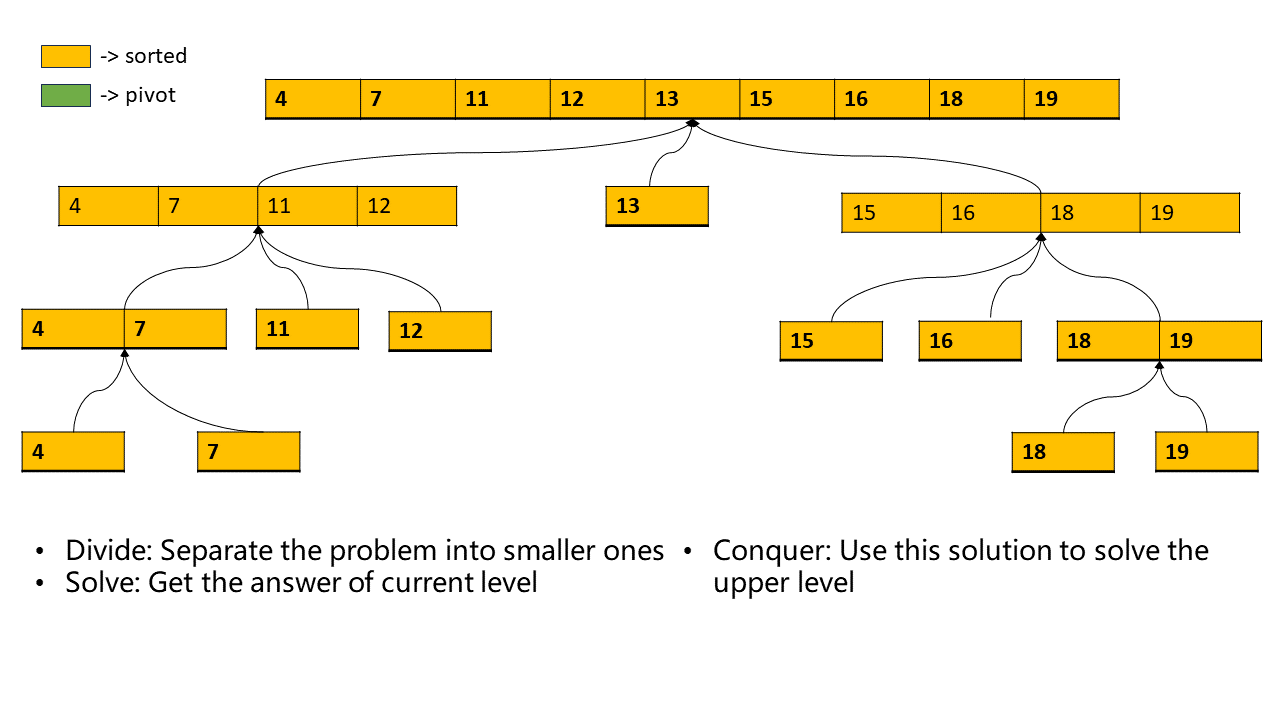 -> sorted
-> pivot
4 7 11 12 13 15 16 18 19
4 7 11 12
13
15 16 18 19
4 7
11
12
15
16
18 19
4
7
18
19
• Divide: Separate the problem into smaller ones
• Solve: Get the answer of current level
• Conquer: Use this solution to solve the
upper level